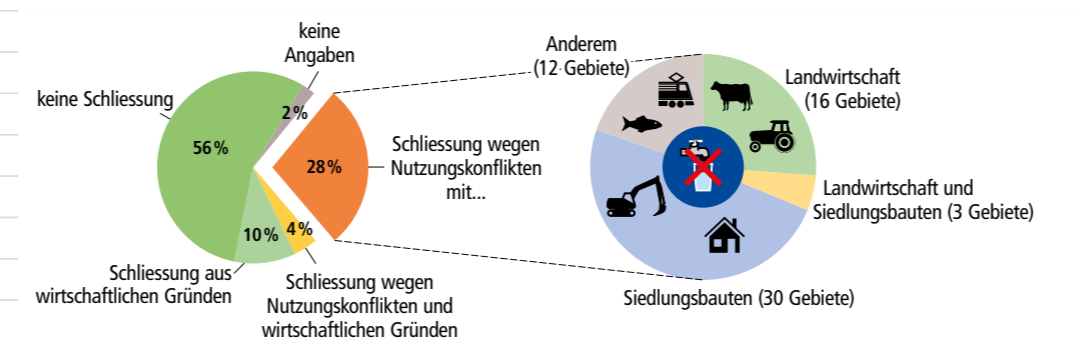 keine
Angaben
keine Schliessung
2%
56%
28%
Schliessung wegen
Nutzungskonflikten
mit...
10%
4%
Schliessung aus
wirtschaftlichen Gründen
Schliessung wegen
Nutzungskonflikten und
wirtschaftlichen Gründen
Anderem
(12 Gebiete)
Landwirtschaft
(16 Gebiete)
Landwirtschaft und
Siedlungsbauten (3 Gebiete)
Siedlungsbauten (30 Gebiete)